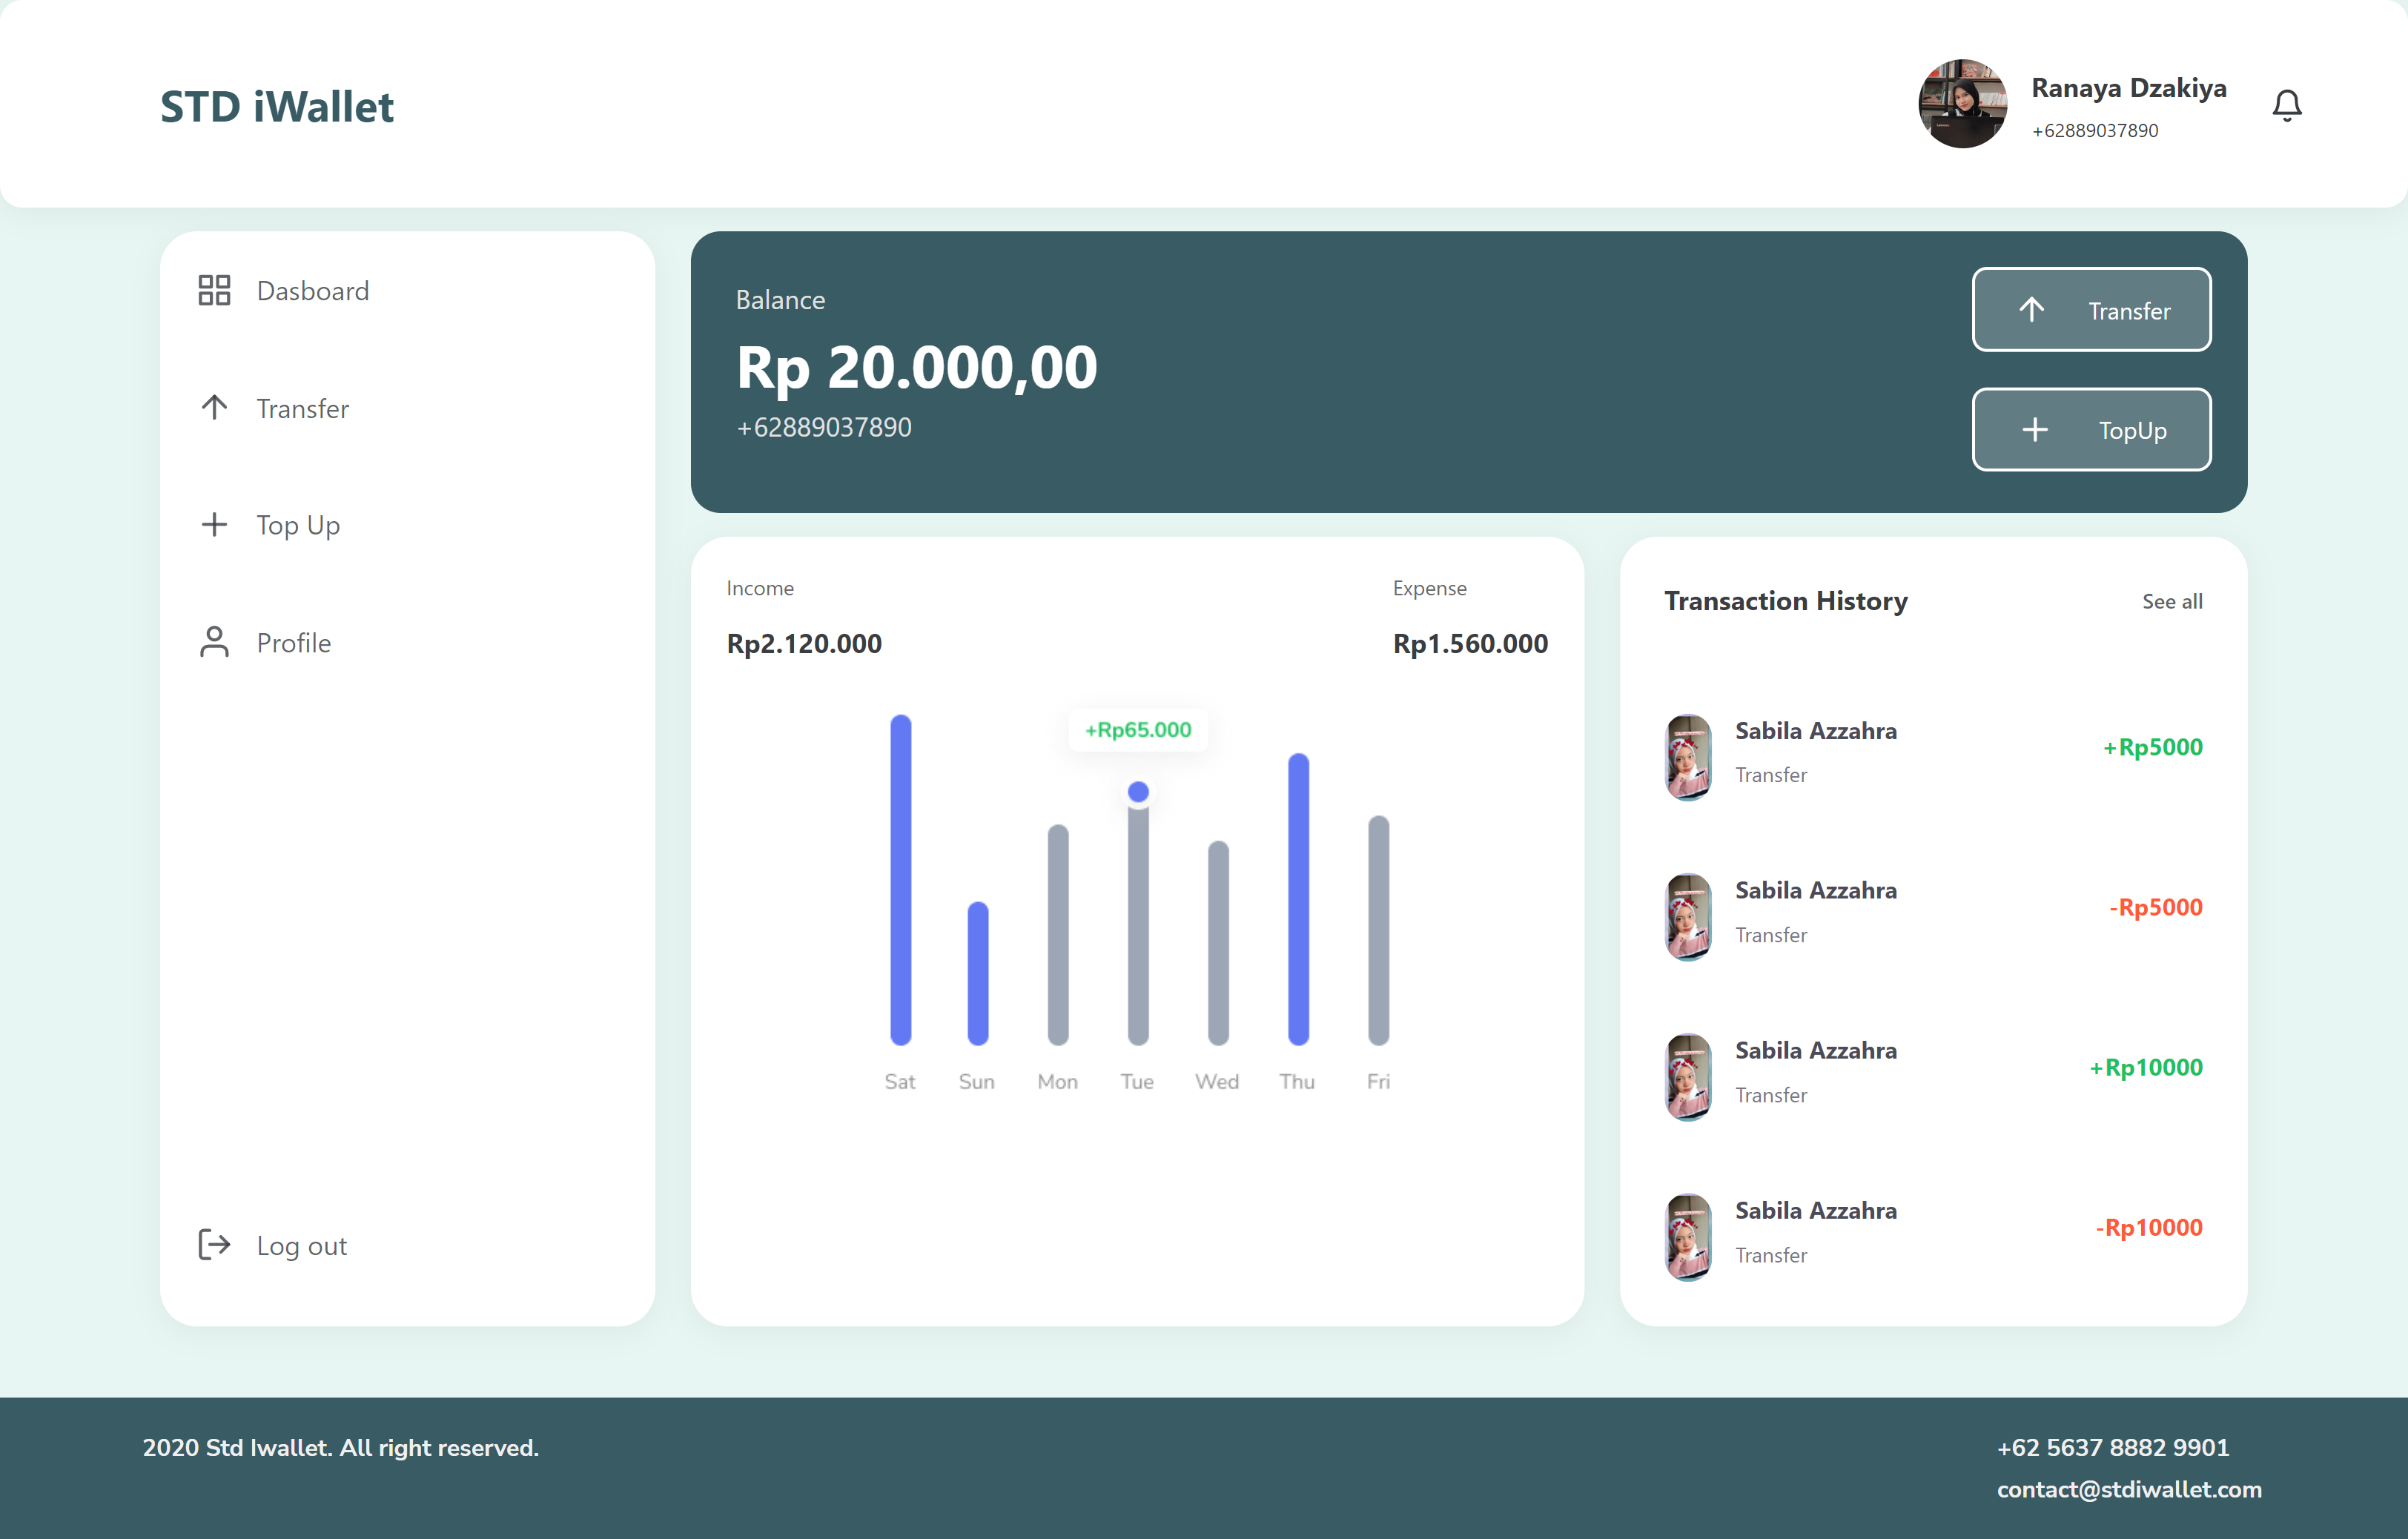 STD iWallet
Ranaya Dzakiya
+62889037890
Dasboard
Transfer
Top Up
Profile
Log out
Balance
Rp 20.000,00
+62889037890
Transfer
TopUp
Income
Rp2.120.000
Expense
Rp1.560.000
+Rp65.000
Sat Sun Mon Tue Wed Thu Fri
Transaction History
See all
Sabila Azzahra
Transfer
+Rp5000
Sabila Azzahra
Transfer
-Rp5000
Sabila Azzahra
Transfer
+Rp10000
Sabila Azzahra
Transfer
-Rp10000
2020 Std Iwallet. All right reserved.
+62 5637 8882 9901
contact@stdiwallet.com